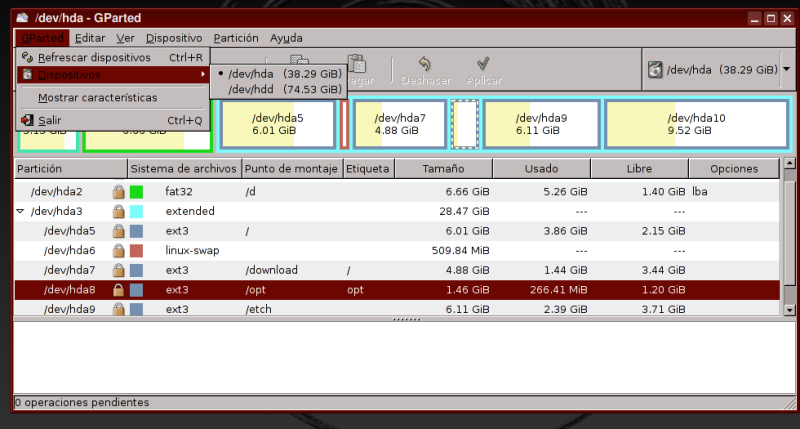 /dev/hda - GParted
GParted Editar Ver Dispositivo Partición Ayuda
Refrescar dispositivos Ctrl+R
Dispositivos
Mostrar características
Salir Ctrl+Q
/dev/hda (38.29 GiB)
/dev/hdd (74.53 GiB)
Deshacer Aplicar
/dev/hda (38.29 GiB)
/dev/hda5
6.01 GiB
/dev/hda7
4.88 GiB
/dev/hda9
6.11 GiB
/dev/hda10
9.52 GiB
Partición Sistema de archivos Punto de montaje Etiqueta Tamaño Usado Libre Opciones
/dev/hda2 fat32 /d 6.66 GiB 5.26 GiB 1.40 GiB lba
/dev/hda3 extended 28.47 GiB --- ---
/dev/hda5 ext3 / 6.01 GiB 3.86 GiB 2.15 GiB
/dev/hda6 linux-swap 509.84 MiB --- ---
/dev/hda7 ext3 /download / 4.88 GiB 1.44 GiB 3.44 GiB
/dev/hda8 ext3 /opt opt 1.46 GiB 266.41 MiB 1.20 GiB
/dev/hda9 ext3 /etch 6.11 GiB 2.39 GiB 3.71 GiB
0 operaciones pendientes